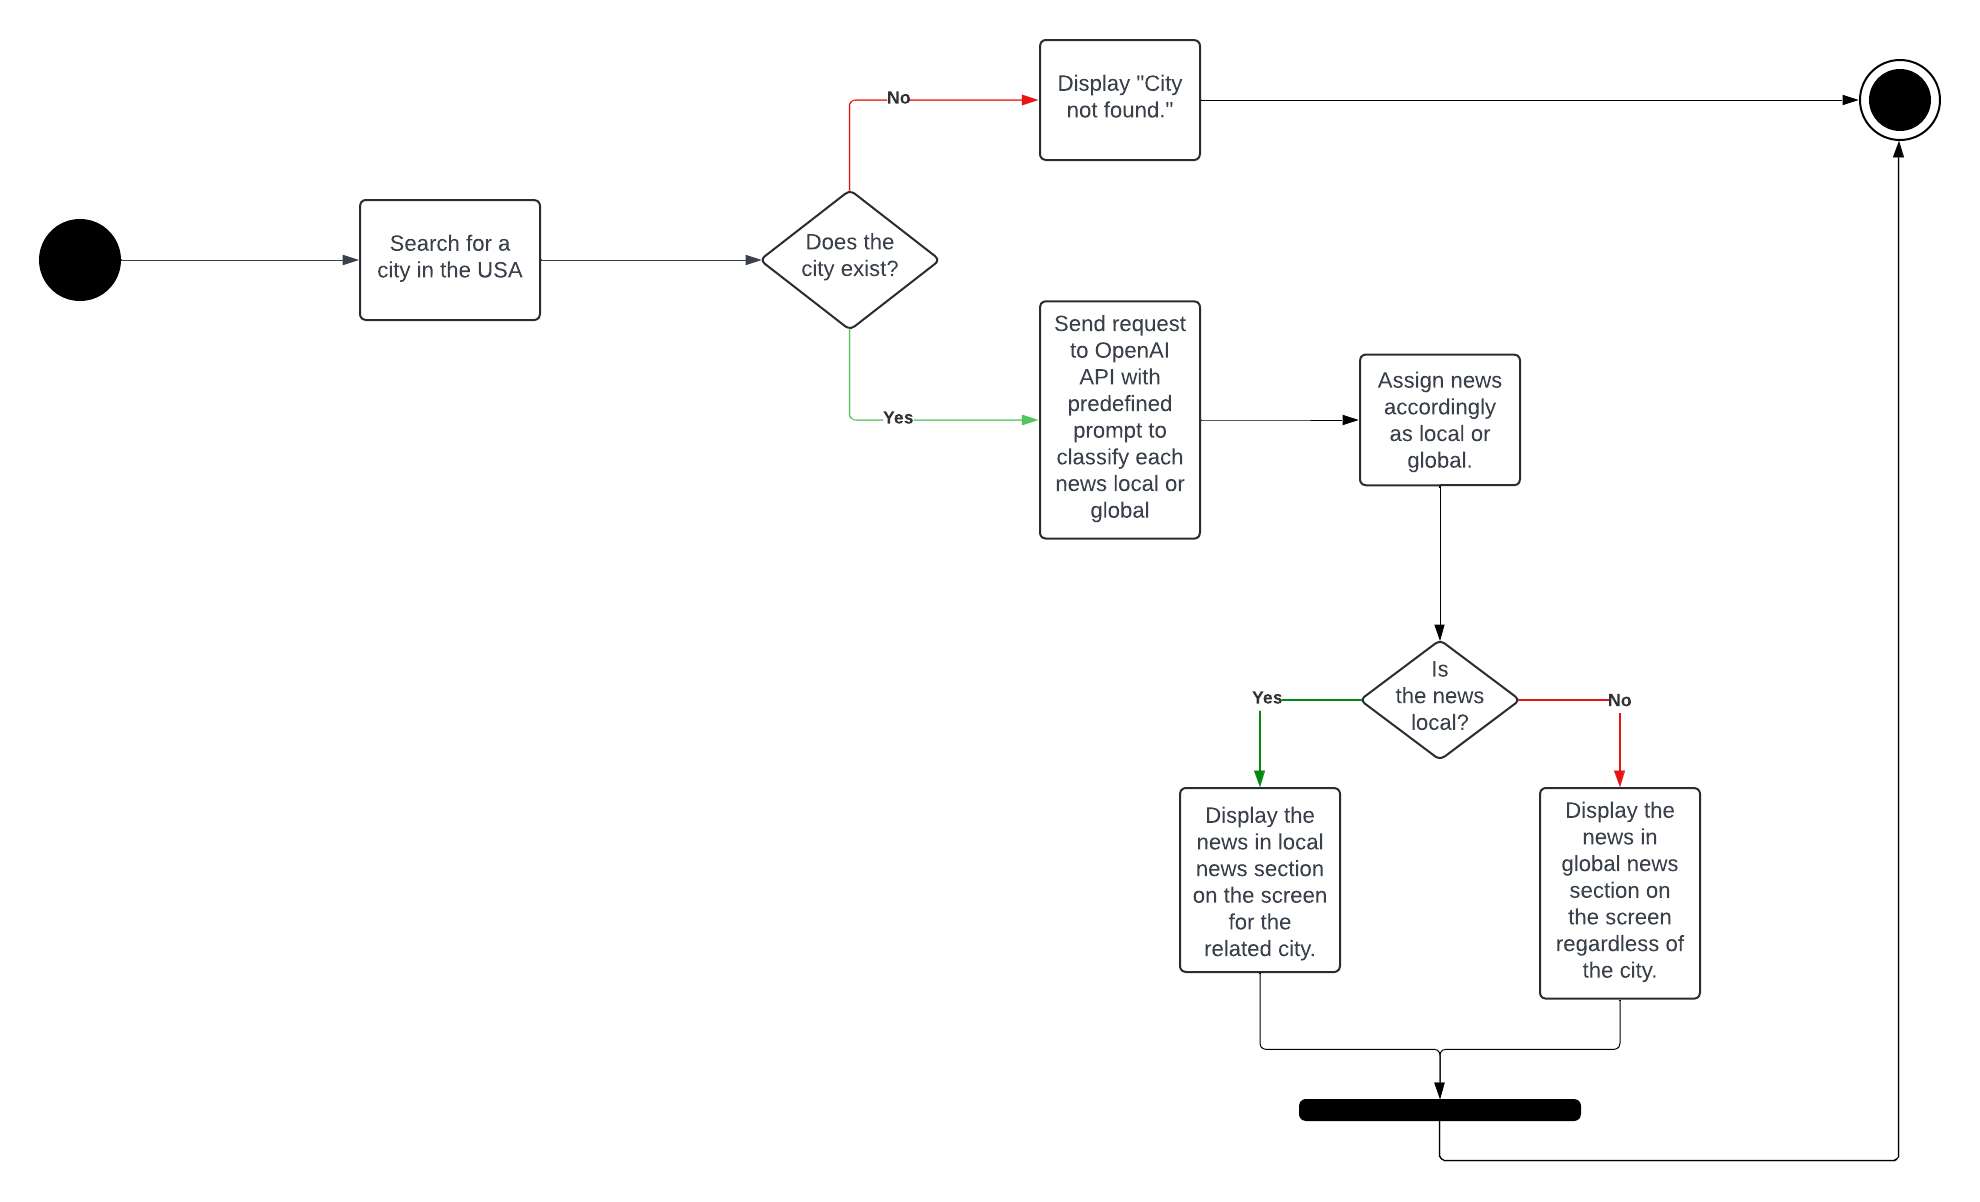 No
Display "City
not found."
Search for a
city in the USA
Does the
city exist?
Yes
Send request
to OpenAI
API with
predefined
prompt to
classify each
news local or
global
Assign news
accordingly
as local or
global.
Is
the news
local?
Yes
No
Display the
news in local
news section
on the screen
for the
related city.
Display the
news in
global news
section on
the screen
regardless of
the city.